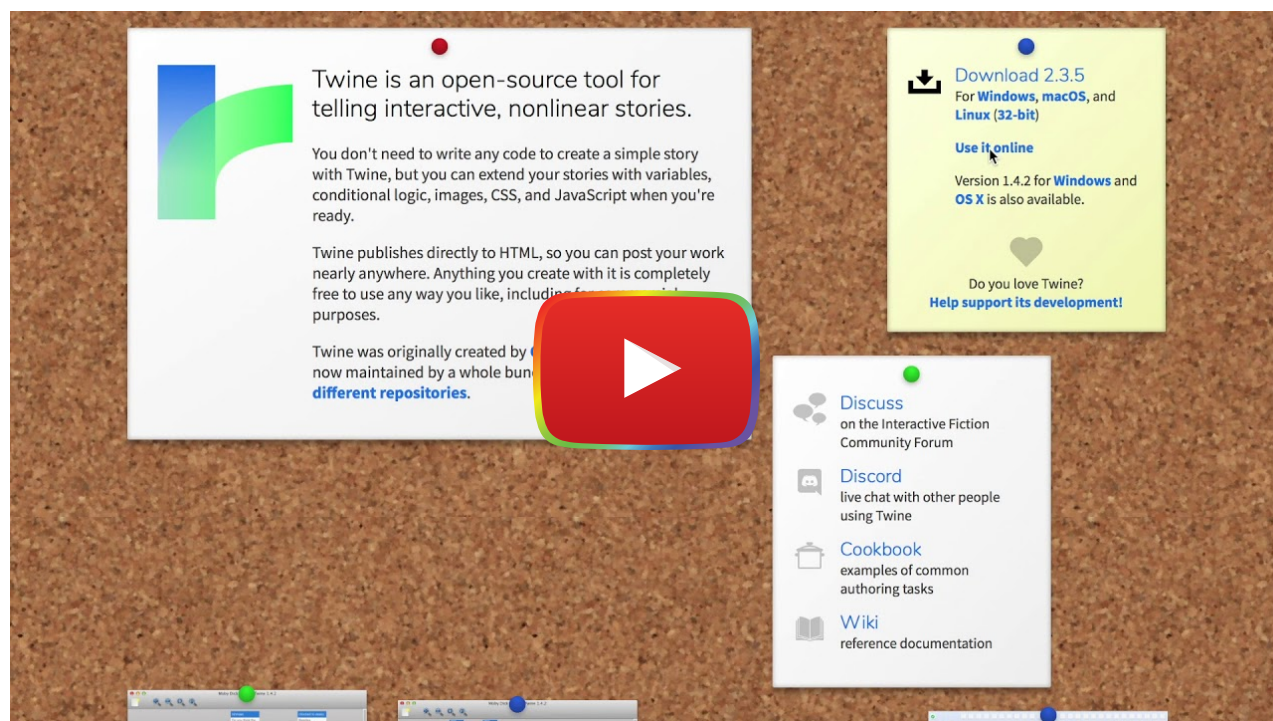 Twine is an open-source tool for
telling interactive, nonlinear stories.
You don't need to write any code to create a simple story
with Twine, but you can extend your stories with variables,
conditional logic, images, CSS, and JavaScript when you're
ready.
Twine publishes directly to HTML, so you can post your work
nearly anywhere. Anything you create with it is completely
free to use any way you like, including
purposes.
Twine was originally created by
now maintained by a whole
different repositories.
Download 2.3.5
For Windows, macOS, and
Linux (32-bit)
Use it online
Version 1.4.2 for Windows and
OS X is also available.
Do you love Twine?
Help support its development!
Discuss
on the Interactive Fiction
Community Forum
Discord
live chat with other people
using Twine
Cookbook
examples of common
authoring tasks
Wiki
reference documentation